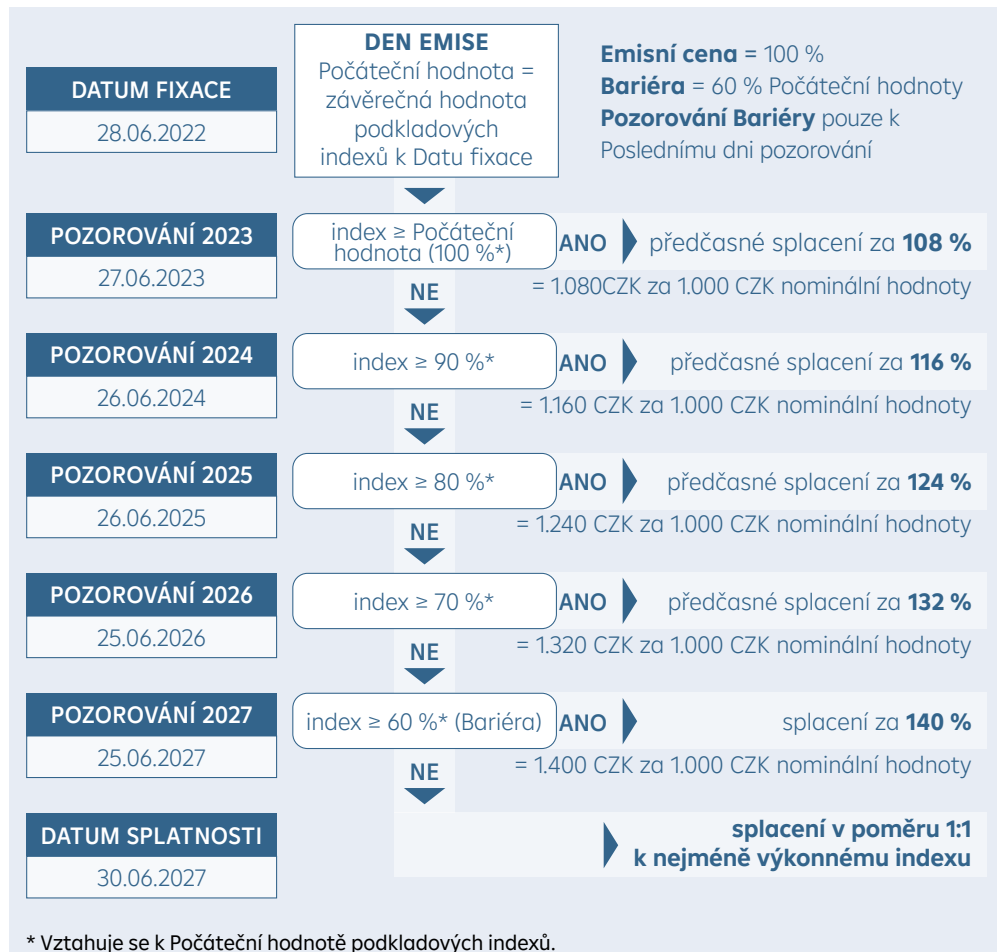 DATUM FIXACE
28.06.2022
DEN EMISE
Počáteční hodnota =
závěrečná hodnota
podkladových
indexů k Datu fixace
Emisní cena = 100 %
Bariéra = 60 % Počáteční hodnoty
Pozorování Bariéry pouze k
Poslednímu dni pozorování
POZOROVÁNÍ 2023
27.06.2023
index ≥ Počáteční
hodnota (100 %*)
ANO
předčasné splacení za 108 %
= 1.080CZK za 1.000 CZK nominální hodnoty
NE
POZOROVÁNÍ 2024
26.06.2024
index ≥ 90 %*
ANO
předčasné splacení za 116 %
= 1.160 CZK za 1.000 CZK nominální hodnoty
NE
POZOROVÁNÍ 2025
26.06.2025
index ≥ 80 %*
ANO
předčasné splacení za 124 %
= 1.240 CZK za 1.000 CZK nominální hodnoty
NE
POZOROVÁNÍ 2026
25.06.2026
index ≥ 70 %*
ANO
předčasné splacení za 132 %
= 1.320 CZK za 1.000 CZK nominální hodnoty
NE
POZOROVÁNÍ 2027
25.06.2027
index ≥ 60 %* (Bariéra)
ANO
splacení za 140 %
= 1.400 CZK za 1.000 CZK nominální hodnoty
NE
DATUM SPLATNOSTI
30.06.2027
splacení v poměru 1:1
k nejméně výkonnému indexu
* Vztahuje se k Počáteční hodnotě podkladových indexů.